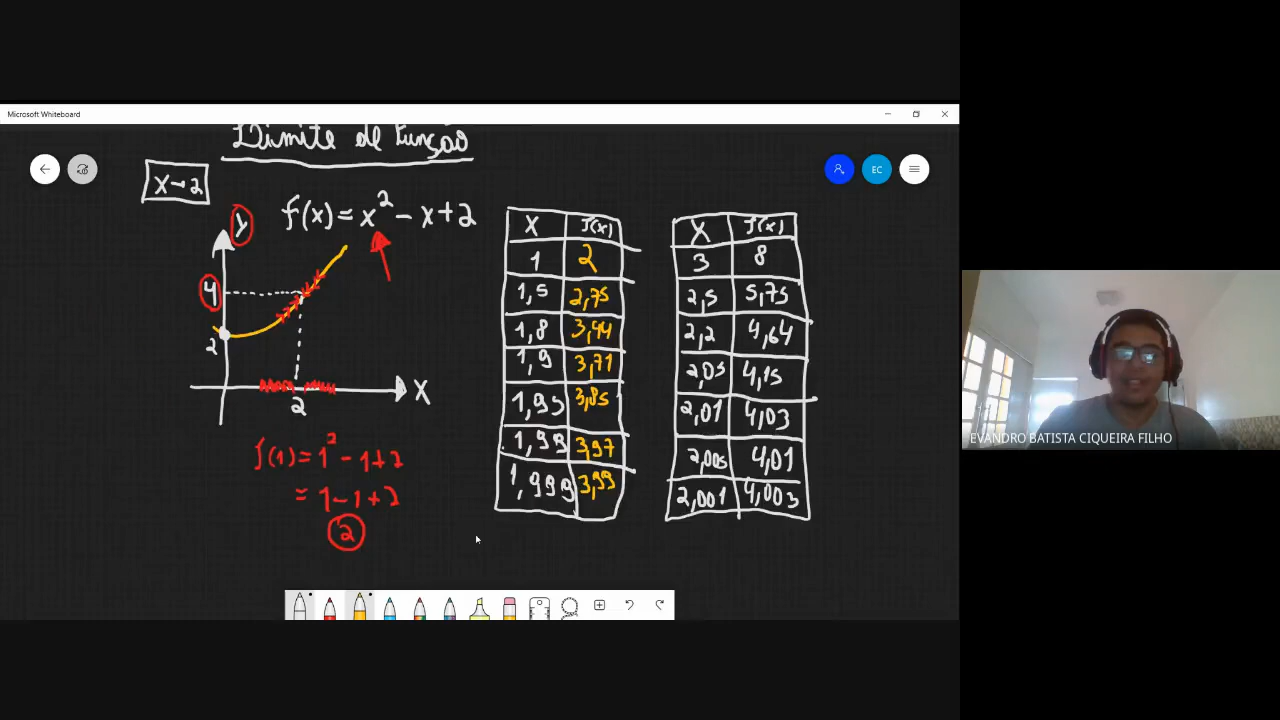 Microsoft Whiteboard
Limite de Função
X→2
EC
f(x) = x² - x + 2
y
4
2
2
X
f(1) = 1² - 1 + 2
= 1 - 1 + 2
2
X f(x)
1 2
1,5 2,75
1,8 3,44
1,9 3,71
1,95 3,85
1,99 3,97
1,999 3,99
X f(x)
3 8
2,5 5,75
2,2 4,64
2,05 4,15
2,01 4,03
2,005 4,01
2,001 4,003
EVANDRO BATISTA CIQUEIRA FILHO